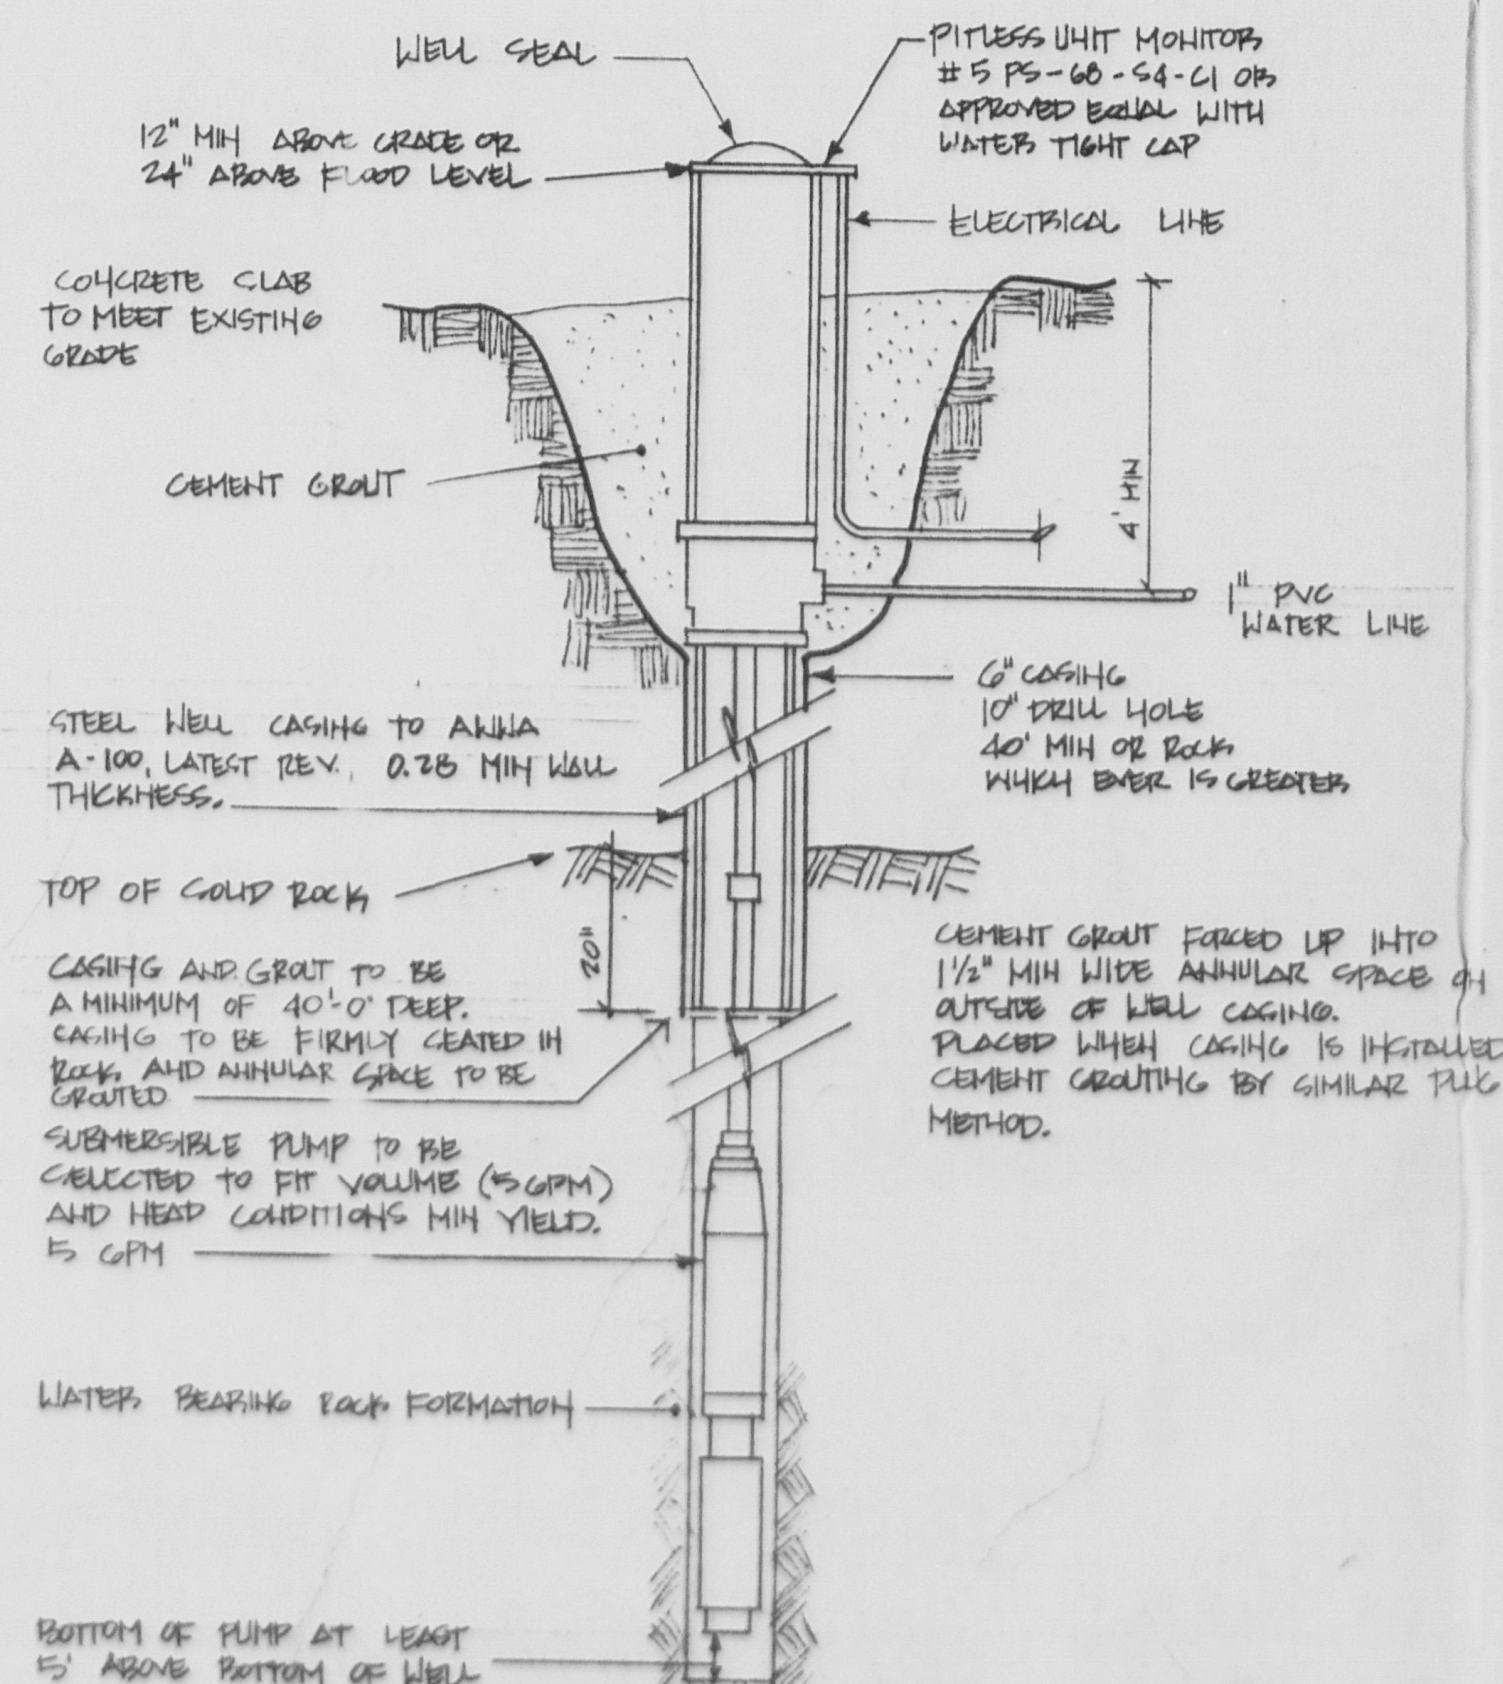 WELL SEAL
PITLESS UNIT MONITOR
# 5 PS-68-S4-C1 OR
APPROVED EQUAL WITH
WATER TIGHT CAP
12" MIN ABOVE GRADE OR
24" ABOVE FLOOD LEVEL
ELECTRICAL LINE
CONCRETE SLAB
TO MEET EXISTING
GRADE
CEMENT GROUT
4' MIN
1" PVC
WATER LINE
6" CASING
10" DRILL HOLE
40' MIN OR ROCK
WHICH EVER IS GREATER
STEEL WELL CASING TO AWWA
A-100, LATEST REV., 0.28 MIN WALL
THICKNESS.
TOP OF SOLID ROCK
20"
CASING AND GROUT TO BE
A MINIMUM OF 40'-0" DEEP.
CASING TO BE FIRMLY SEATED IN
ROCK AND ANNULAR SPACE TO BE
GROUTED
CEMENT GROUT FORCED UP INTO
1 1/2" MIN WIDE ANNULAR SPACE ON
OUTSIDE OF WELL CASING.
PLACED WHEN CASING IS INSTALLED
CEMENT GROUTING BY SIMILAR PLUG
METHOD.
SUBMERSIBLE PUMP TO BE
SELECTED TO FIT VOLUME (5 GPM)
AND HEAD CONDITIONS MIN YIELD.
5 GPM
WATER BEARING ROCK FORMATION
BOTTOM OF PUMP AT LEAST
5' ABOVE BOTTOM OF WELL